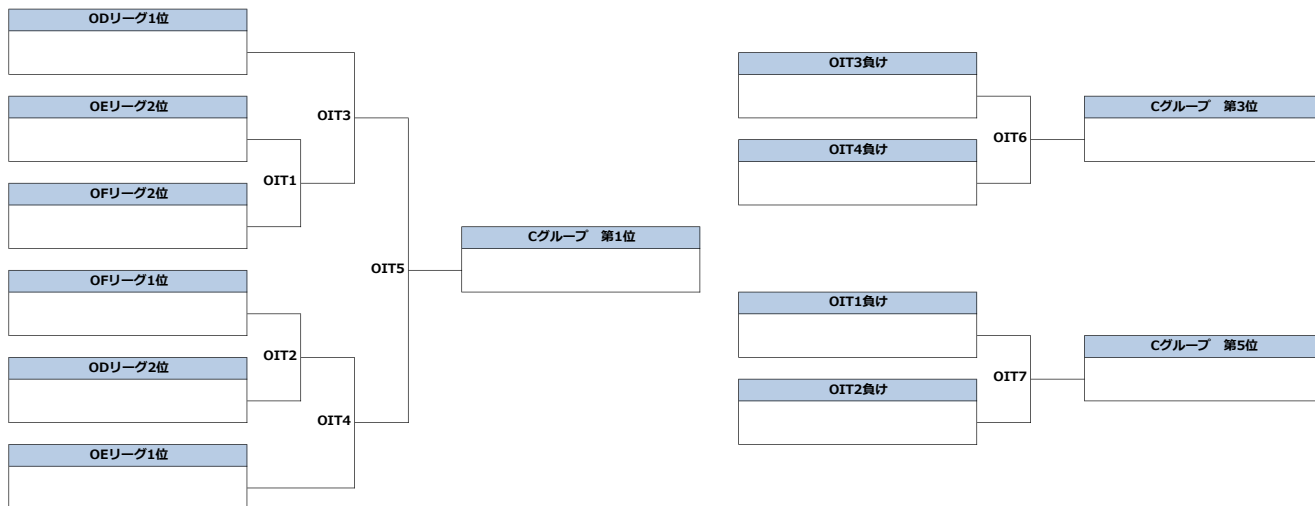 ODリーグ1位
OEリーグ2位
OFリーグ2位
OFリーグ1位
ODリーグ2位
OEリーグ1位
OIT1
OIT2
OIT3
OIT4
OIT5
Cグループ　第1位
OIT3負け
OIT4負け
OIT6
Cグループ　第3位
OIT1負け
OIT2負け
OIT7
Cグループ　第5位